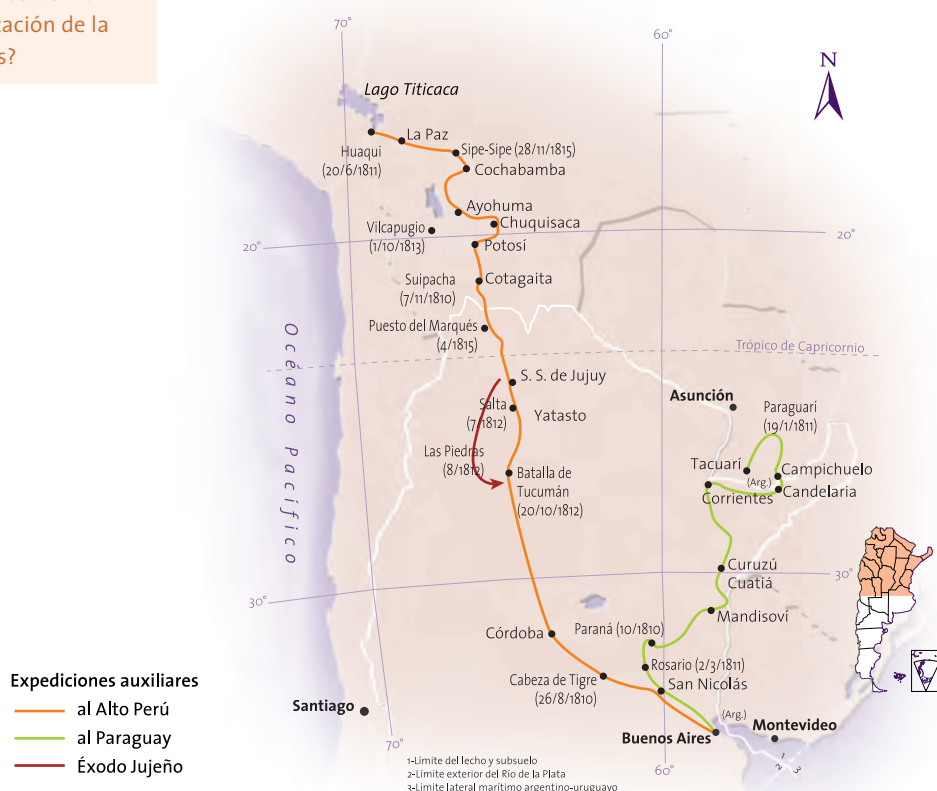 ación de la
s?
70°
60°
N
Lago Titicaca
La Paz
Huaqui
(20/6/1811)
Sipe-Sipe (28/11/1815)
Cochabamba
Ayohuma
Chuquisaca
Vilcapugio
(1/10/1813)
20°
20°
Potosí
Suipacha
(7/11/1810)
Cotagaita
Puesto del Marqués
(4/1815)
Océano Pacífico
Trópico de Capricornio
S. S. de Jujuy
Salta
(7/1812)
Yatasto
Asunción
Paraguarí
(19/1/1811)
Las Piedras
(8/1812)
Batalla de
Tucumán
(20/10/1812)
Tacuarí
(Arg.)
Campichuelo
Corrientes
Candelaria
Curuzú
Cuatiá
30°
30°
Mandisoví
Córdoba
Paraná (10/1810)
Rosario (2/3/1811)
Cabeza de Tigre
(26/8/1810)
San Nicolás
Expediciones auxiliares
al Alto Perú
al Paraguay
Éxodo Jujeño
Santiago
(Arg.)
Buenos Aires
Montevideo
70°
60°
1
2
3
1-Límite del lecho y subsuelo
2-Límite exterior del Río de la Plata
3-Límite lateral marítimo argentino-uruguayo